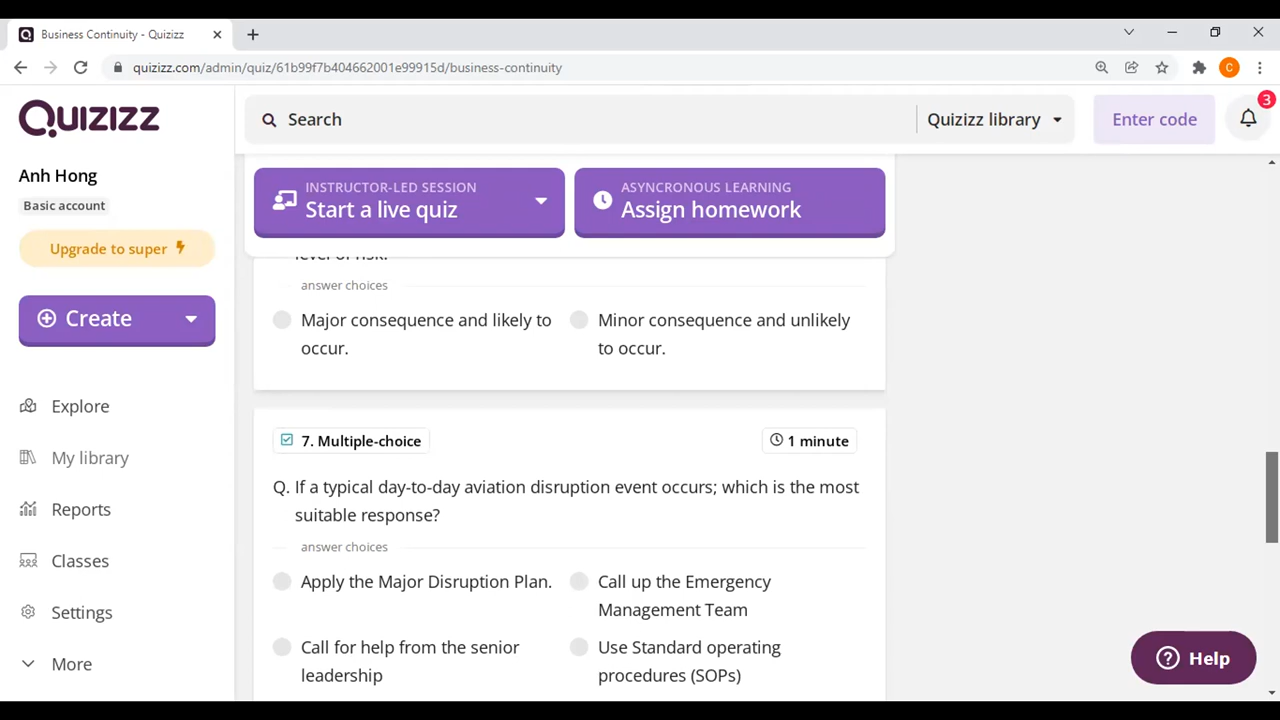 Business Continuity - Quizizz
quizizz.com/admin/quiz/61b99f7b404662001e99915d/business-continuity
C
QUIZIZZ
Search
Quizizz library
Enter code
3
Anh Hong
Basic account
Upgrade to super
Create
Explore
My library
Reports
Classes
Settings
More
INSTRUCTOR-LED SESSION
Start a live quiz
ASYNCRONOUS LEARNING
Assign homework
level of risk.
answer choices
Major consequence and likely to
occur.
Minor consequence and unlikely
to occur.
7. Multiple-choice
1 minute
Q. If a typical day-to-day aviation disruption event occurs; which is the most
suitable response?
answer choices
Apply the Major Disruption Plan.
Call up the Emergency
Management Team
Call for help from the senior
leadership
Use Standard operating
procedures (SOPs)
Help